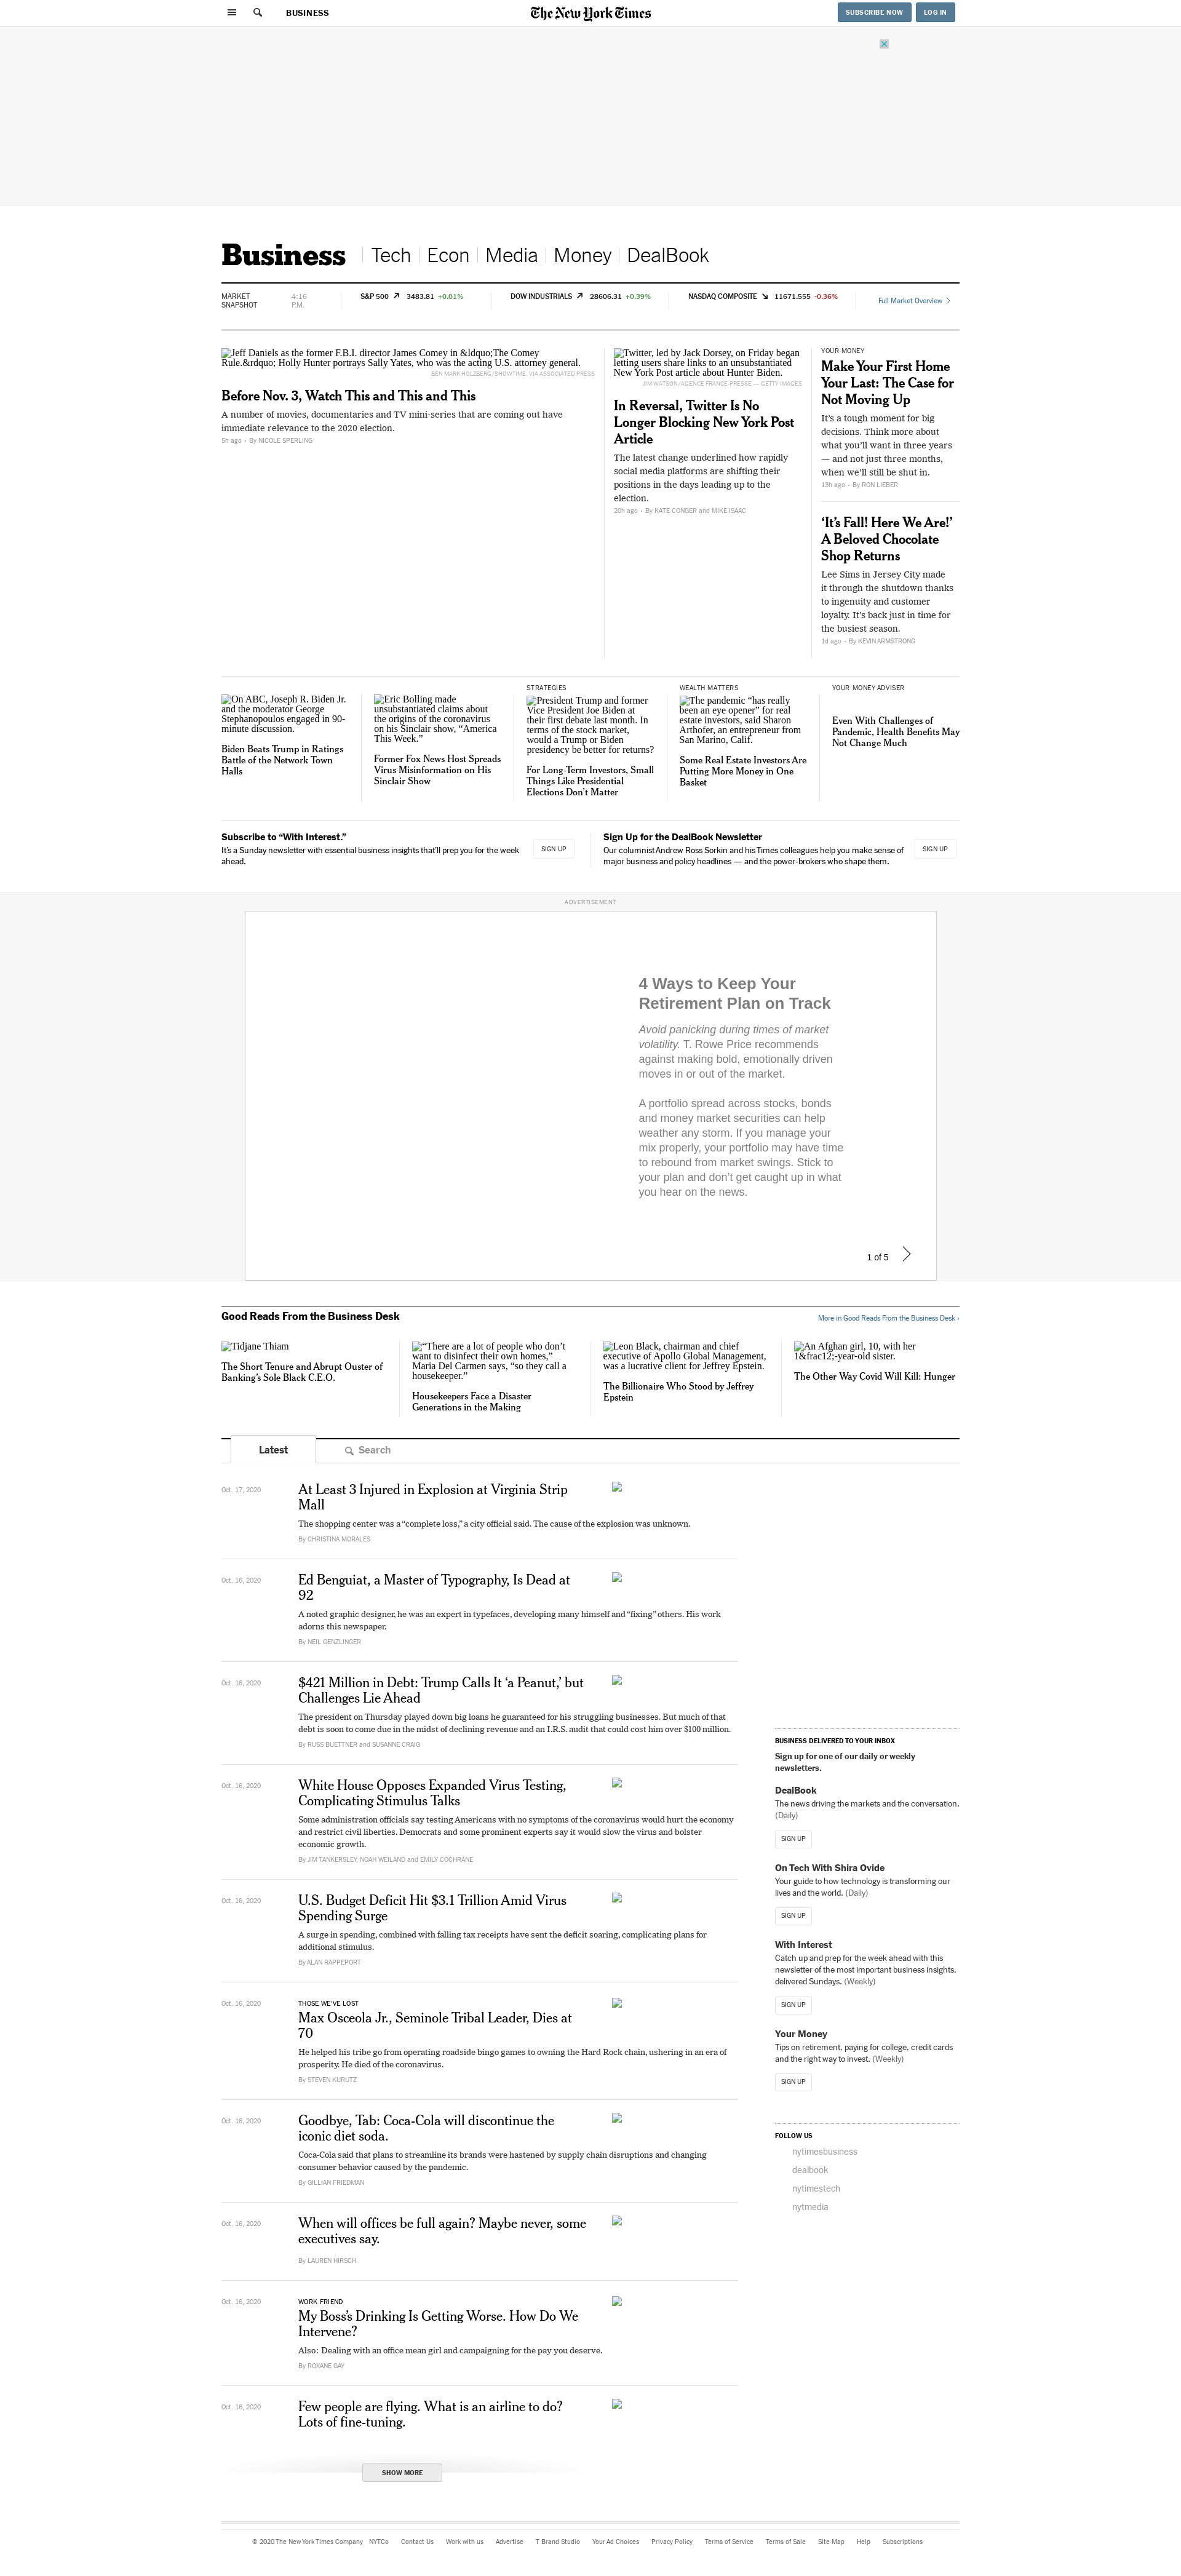 BUSINESS
The New York Times
SUBSCRIBE NOW
LOG IN
Business
Tech
Econ
Media
Money
DealBook
MARKET
SNAPSHOT
4:16
P.M.
S&P 500 3483.81 +0.01%
DOW INDUSTRIALS 28606.31 +0.39%
NASDAQ COMPOSITE 11671.555 -0.36%
Full Market Overview
Jeff Daniels as the former F.B.I. director James Comey in &ldquo;The Comey
Rule.&rdquo; Holly Hunter portrays Sally Yates, who was the acting U.S. attorney general.
BEN MARK HOLZBERG/SHOWTIME, VIA ASSOCIATED PRESS
Before Nov. 3, Watch This and This and This
A number of movies, documentaries and TV mini-series that are coming out have
immediate relevance to the 2020 election.
5h ago • By NICOLE SPERLING
Twitter, led by Jack Dorsey, on Friday began
letting users share links to an unsubstantiated
New York Post article about Hunter Biden.
JIM WATSON/AGENCE FRANCE-PRESSE — GETTY IMAGES
In Reversal, Twitter Is No
Longer Blocking New York Post
Article
The latest change underlined how rapidly
social media platforms are shifting their
positions in the days leading up to the
election.
20h ago • By KATE CONGER and MIKE ISAAC
YOUR MONEY
Make Your First Home
Your Last: The Case for
Not Moving Up
It's a tough moment for big
decisions. Think more about
what you'll want in three years
— and not just three months,
when we'll still be shut in.
13h ago • By RON LIEBER
‘It’s Fall! Here We Are!’
A Beloved Chocolate
Shop Returns
Lee Sims in Jersey City made
it through the shutdown thanks
to ingenuity and customer
loyalty. It's back just in time for
the busiest season.
1d ago • By KEVIN ARMSTRONG
On ABC, Joseph R. Biden Jr.
and the moderator George
Stephanopoulos engaged in 90-
minute discussion.
Biden Beats Trump in Ratings
Battle of the Network Town
Halls
Eric Bolling made
unsubstantiated claims about
the origins of the coronavirus
on his Sinclair show, “America
This Week.”
Former Fox News Host Spreads
Virus Misinformation on His
Sinclair Show
STRATEGIES
President Trump and former
Vice President Joe Biden at
their first debate last month. In
terms of the stock market,
would a Trump or Biden
presidency be better for returns?
For Long-Term Investors, Small
Things Like Presidential
Elections Don’t Matter
WEALTH MATTERS
The pandemic “has really
been an eye opener” for real
estate investors, said Sharon
Arthofer, an entrepreneur from
San Marino, Calif.
Some Real Estate Investors Are
Putting More Money in One
Basket
YOUR MONEY ADVISER
Even With Challenges of
Pandemic, Health Benefits May
Not Change Much
Subscribe to “With Interest.”
It’s a Sunday newsletter with essential business insights that’ll prep you for the week
ahead.
SIGN UP
Sign Up for the DealBook Newsletter
Our columnist Andrew Ross Sorkin and his Times colleagues help you make sense of
major business and policy headlines — and the power-brokers who shape them.
SIGN UP
ADVERTISEMENT
4 Ways to Keep Your
Retirement Plan on Track
Avoid panicking during times of market
volatility. T. Rowe Price recommends
against making bold, emotionally driven
moves in or out of the market.
A portfolio spread across stocks, bonds
and money market securities can help
weather any storm. If you manage your
mix properly, your portfolio may have time
to rebound from market swings. Stick to
your plan and don’t get caught up in what
you hear on the news.
1 of 5
Good Reads From the Business Desk
More in Good Reads From the Business Desk ›
Tidjane Thiam
The Short Tenure and Abrupt Ouster of
Banking’s Sole Black C.E.O.
“There are a lot of people who don’t
want to disinfect their own homes,”
Maria Del Carmen says, “so they call a
housekeeper.”
Housekeepers Face a Disaster
Generations in the Making
Leon Black, chairman and chief
executive of Apollo Global Management,
was a lucrative client for Jeffrey Epstein.
The Billionaire Who Stood by Jeffrey
Epstein
An Afghan girl, 10, with her
1&frac12;-year-old sister.
The Other Way Covid Will Kill: Hunger
Latest
Search
Oct. 17, 2020
At Least 3 Injured in Explosion at Virginia Strip
Mall
The shopping center was a “complete loss,” a city official said. The cause of the explosion was unknown.
By CHRISTINA MORALES
Oct. 16, 2020
Ed Benguiat, a Master of Typography, Is Dead at
92
A noted graphic designer, he was an expert in typefaces, developing many himself and “fixing” others. His work
adorns this newspaper.
By NEIL GENZLINGER
Oct. 16, 2020
$421 Million in Debt: Trump Calls It ‘a Peanut,’ but
Challenges Lie Ahead
The president on Thursday played down big loans he guaranteed for his struggling businesses. But much of that
debt is soon to come due in the midst of declining revenue and an I.R.S. audit that could cost him over $100 million.
By RUSS BUETTNER and SUSANNE CRAIG
Oct. 16, 2020
White House Opposes Expanded Virus Testing,
Complicating Stimulus Talks
Some administration officials say testing Americans with no symptoms of the coronavirus would hurt the economy
and restrict civil liberties. Democrats and some prominent experts say it would slow the virus and bolster
economic growth.
By JIM TANKERSLEY, NOAH WEILAND and EMILY COCHRANE
Oct. 16, 2020
U.S. Budget Deficit Hit $3.1 Trillion Amid Virus
Spending Surge
A surge in spending, combined with falling tax receipts have sent the deficit soaring, complicating plans for
additional stimulus.
By ALAN RAPPEPORT
Oct. 16, 2020
THOSE WE’VE LOST
Max Osceola Jr., Seminole Tribal Leader, Dies at
70
He helped his tribe go from operating roadside bingo games to owning the Hard Rock chain, ushering in an era of
prosperity. He died of the coronavirus.
By STEVEN KURUTZ
Oct. 16, 2020
Goodbye, Tab: Coca-Cola will discontinue the
iconic diet soda.
Coca-Cola said that plans to streamline its brands were hastened by supply chain disruptions and changing
consumer behavior caused by the pandemic.
By GILLIAN FRIEDMAN
Oct. 16, 2020
When will offices be full again? Maybe never, some
executives say.
By LAUREN HIRSCH
Oct. 16, 2020
WORK FRIEND
My Boss’s Drinking Is Getting Worse. How Do We
Intervene?
Also: Dealing with an office mean girl and campaigning for the pay you deserve.
By ROXANE GAY
Oct. 16, 2020
Few people are flying. What is an airline to do?
Lots of fine-tuning.
SHOW MORE
BUSINESS DELIVERED TO YOUR INBOX
Sign up for one of our daily or weekly
newsletters.
DealBook
The news driving the markets and the conversation.
(Daily)
SIGN UP
On Tech With Shira Ovide
Your guide to how technology is transforming our
lives and the world. (Daily)
SIGN UP
With Interest
Catch up and prep for the week ahead with this
newsletter of the most important business insights,
delivered Sundays. (Weekly)
SIGN UP
Your Money
Tips on retirement, paying for college, credit cards
and the right way to invest. (Weekly)
SIGN UP
FOLLOW US
nytimesbusiness
dealbook
nytimestech
nytmedia
© 2020 The New York Times Company
NYTCo
Contact Us
Work with us
Advertise
T Brand Studio
Your Ad Choices
Privacy Policy
Terms of Service
Terms of Sale
Site Map
Help
Subscriptions